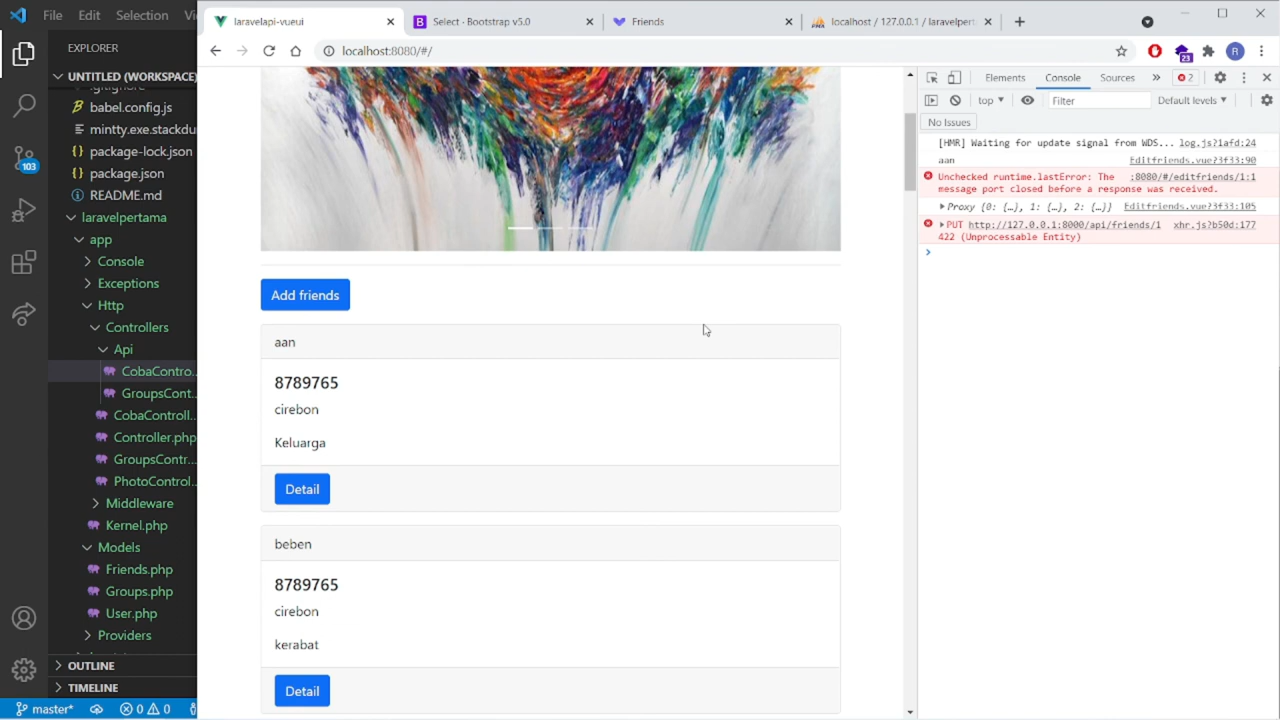 File Edit Selection Vi
laravelapi-vueui
Select · Bootstrap v5.0
Friends
localhost / 127.0.0.1 / laravelpert
localhost:8080/#/
23
R
EXPLORER
UNTITLED (WORKSPACE)
.gitignore
babel.config.js
mintty.exe.stackdu
package-lock.json
package.json
README.md
laravelpertama
app
Console
Exceptions
Http
Controllers
Api
CobaContro...
GroupsCont...
CobaControll...
Controller.php
GroupsContr...
PhotoControl...
Middleware
Kernel.php
Models
Friends.php
Groups.php
User.php
Providers
OUTLINE
TIMELINE
103
master*
0 0
Add friends
aan
8789765
cirebon
Keluarga
Detail
beben
8789765
cirebon
kerabat
Detail
Elements Console Sources » 2
top Filter Default levels
No Issues
[HMR] Waiting for update signal from WDS... log.js?1afd:24
aan Editfriends.vue?3f33:90
Unchecked runtime.lastError: The :8080/#/editfriends/1:1
message port closed before a response was received.
Proxy {0: {…}, 1: {…}, 2: {…}} Editfriends.vue?3f33:105
PUT http://127.0.0.1:8000/api/friends/1 xhr.js?b50d:177
422 (Unprocessable Entity)